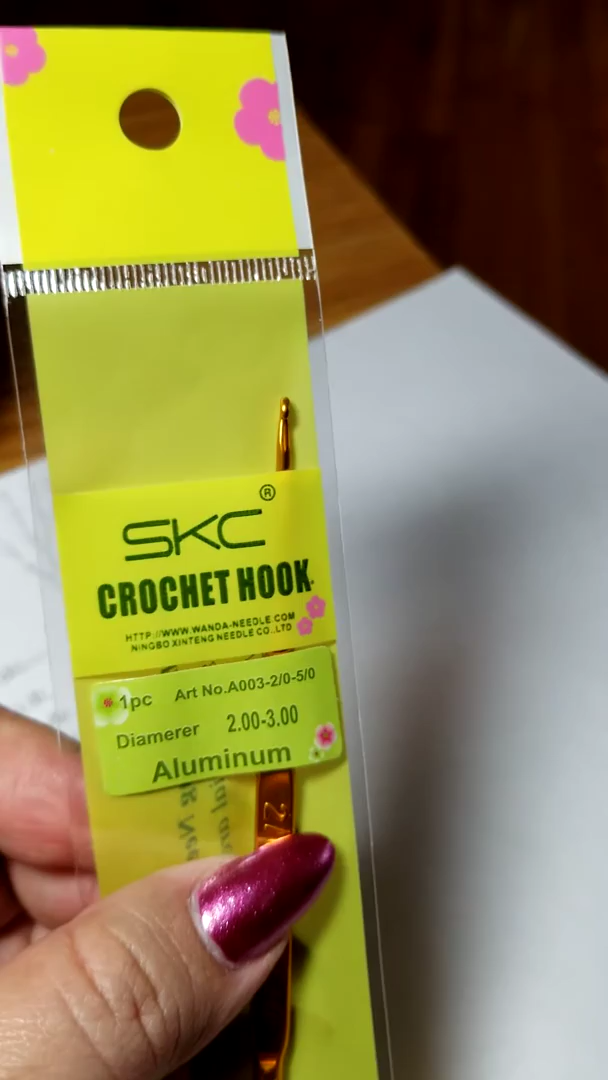 SKC®
CROCHET HOOK
HTTP://WWW.WANDA-NEEDLE.COM
NINGBO XINTENG NEEDLE CO.,LTD
1pc Art No.A003-2/0-5/0
Diamerer 2.00-3.00
Aluminum
2/